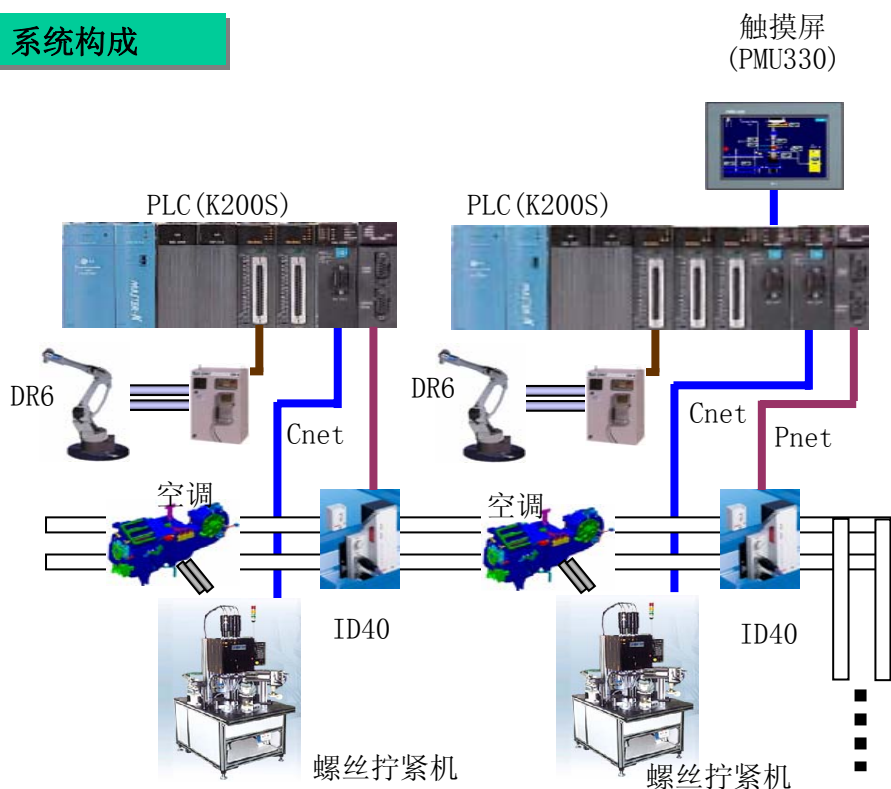 系统构成
触摸屏
(PMU330)
PLC(K200S)
PLC(K200S)
MASTER-K
DR6
DR6
Cnet
Cnet
Pnet
空调
空调
ID40
ID40
螺丝拧紧机
螺丝拧紧机